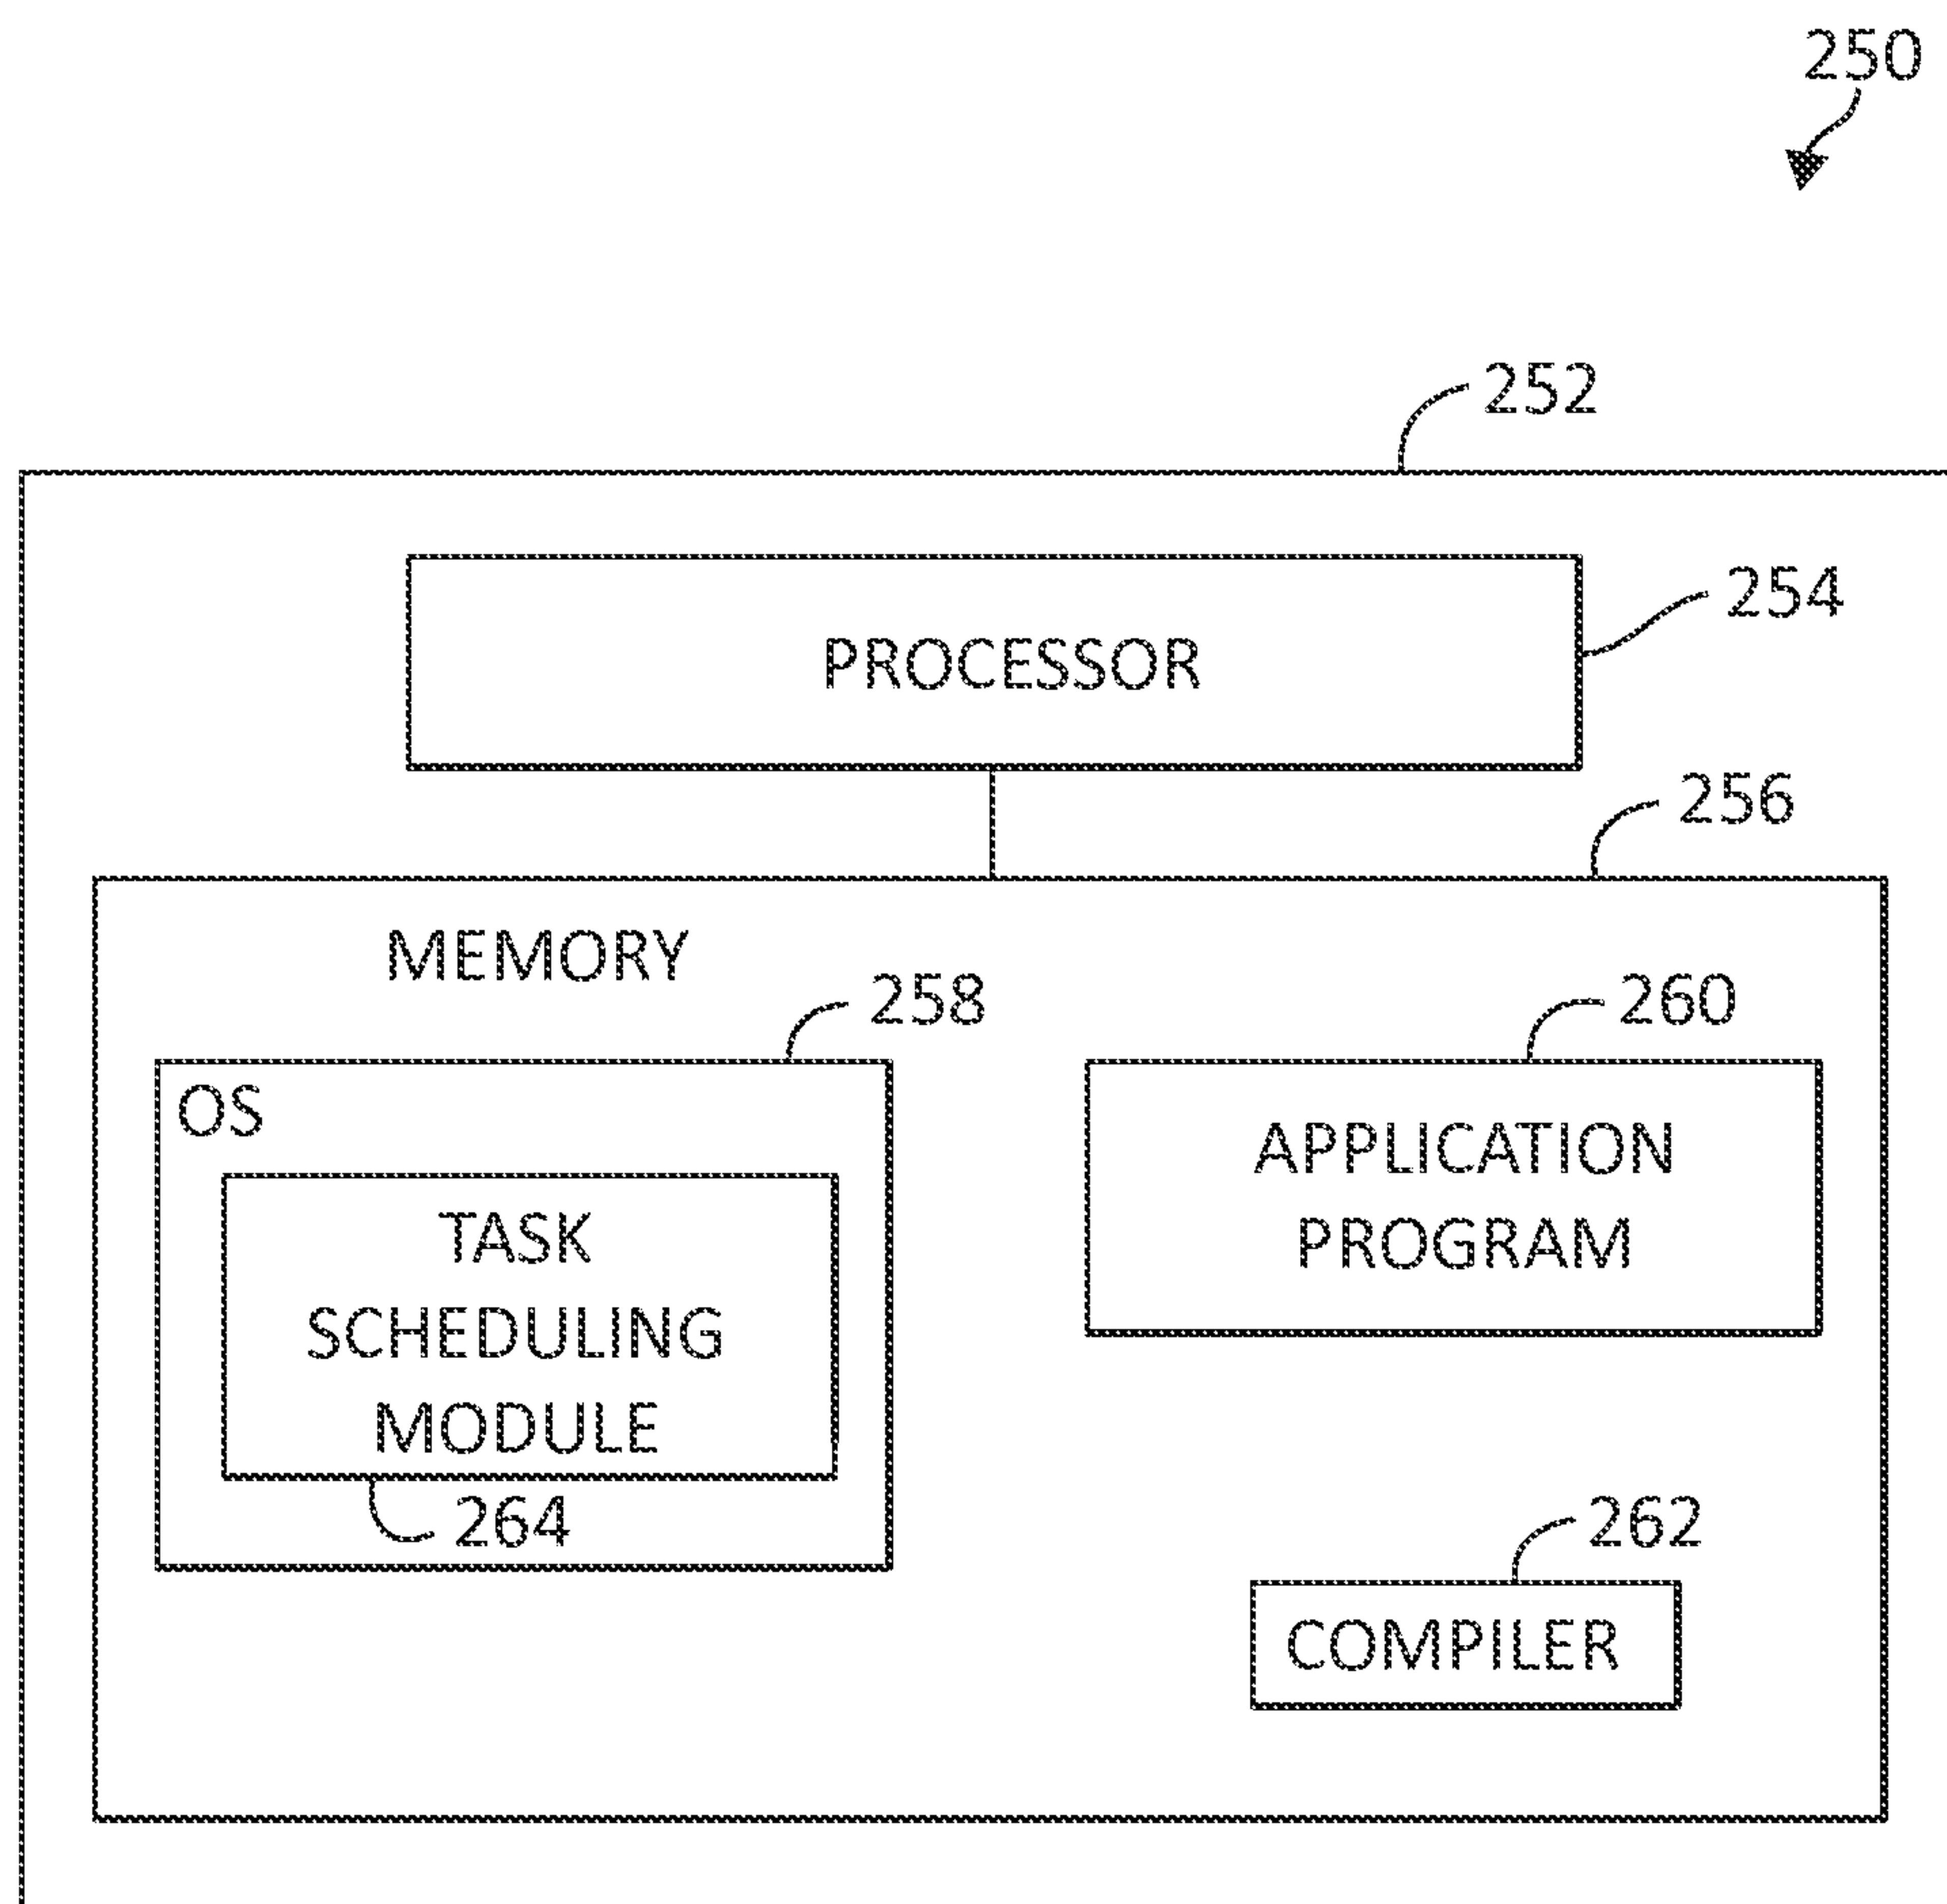 250
252
PROCESSOR
254
256
MEMORY
258
260
OS
APPLICATION
PROGRAM
TASK
SCHEDULING
MODULE
264
262
COMPILER